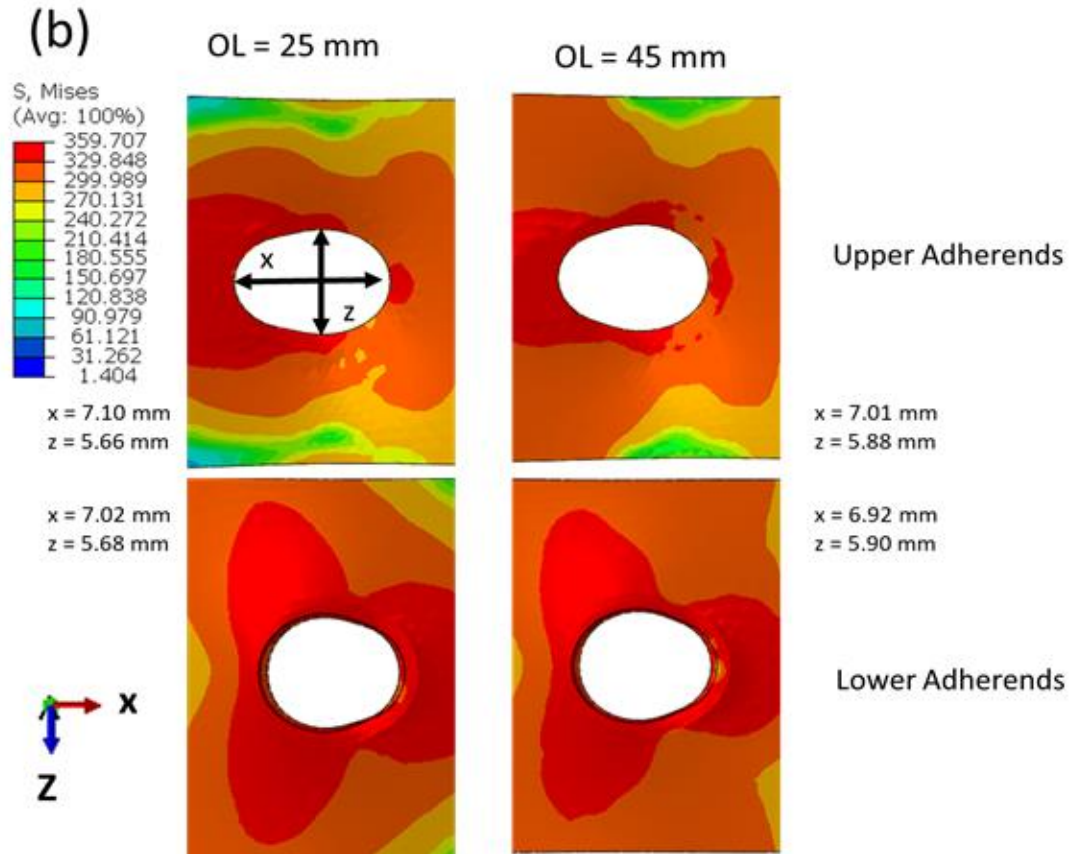 (b)
OL = 25 mm
OL = 45 mm
S, Mises
(Avg: 100%)
359.707
329.848
299.989
270.131
240.272
210.414
180.555
150.697
120.838
90.979
61.121
31.262
1.404
x
z
Upper Adherends
x = 7.10 mm
z = 5.66 mm
x = 7.01 mm
z = 5.88 mm
x = 7.02 mm
z = 5.68 mm
x = 6.92 mm
z = 5.90 mm
Lower Adherends
x
Z